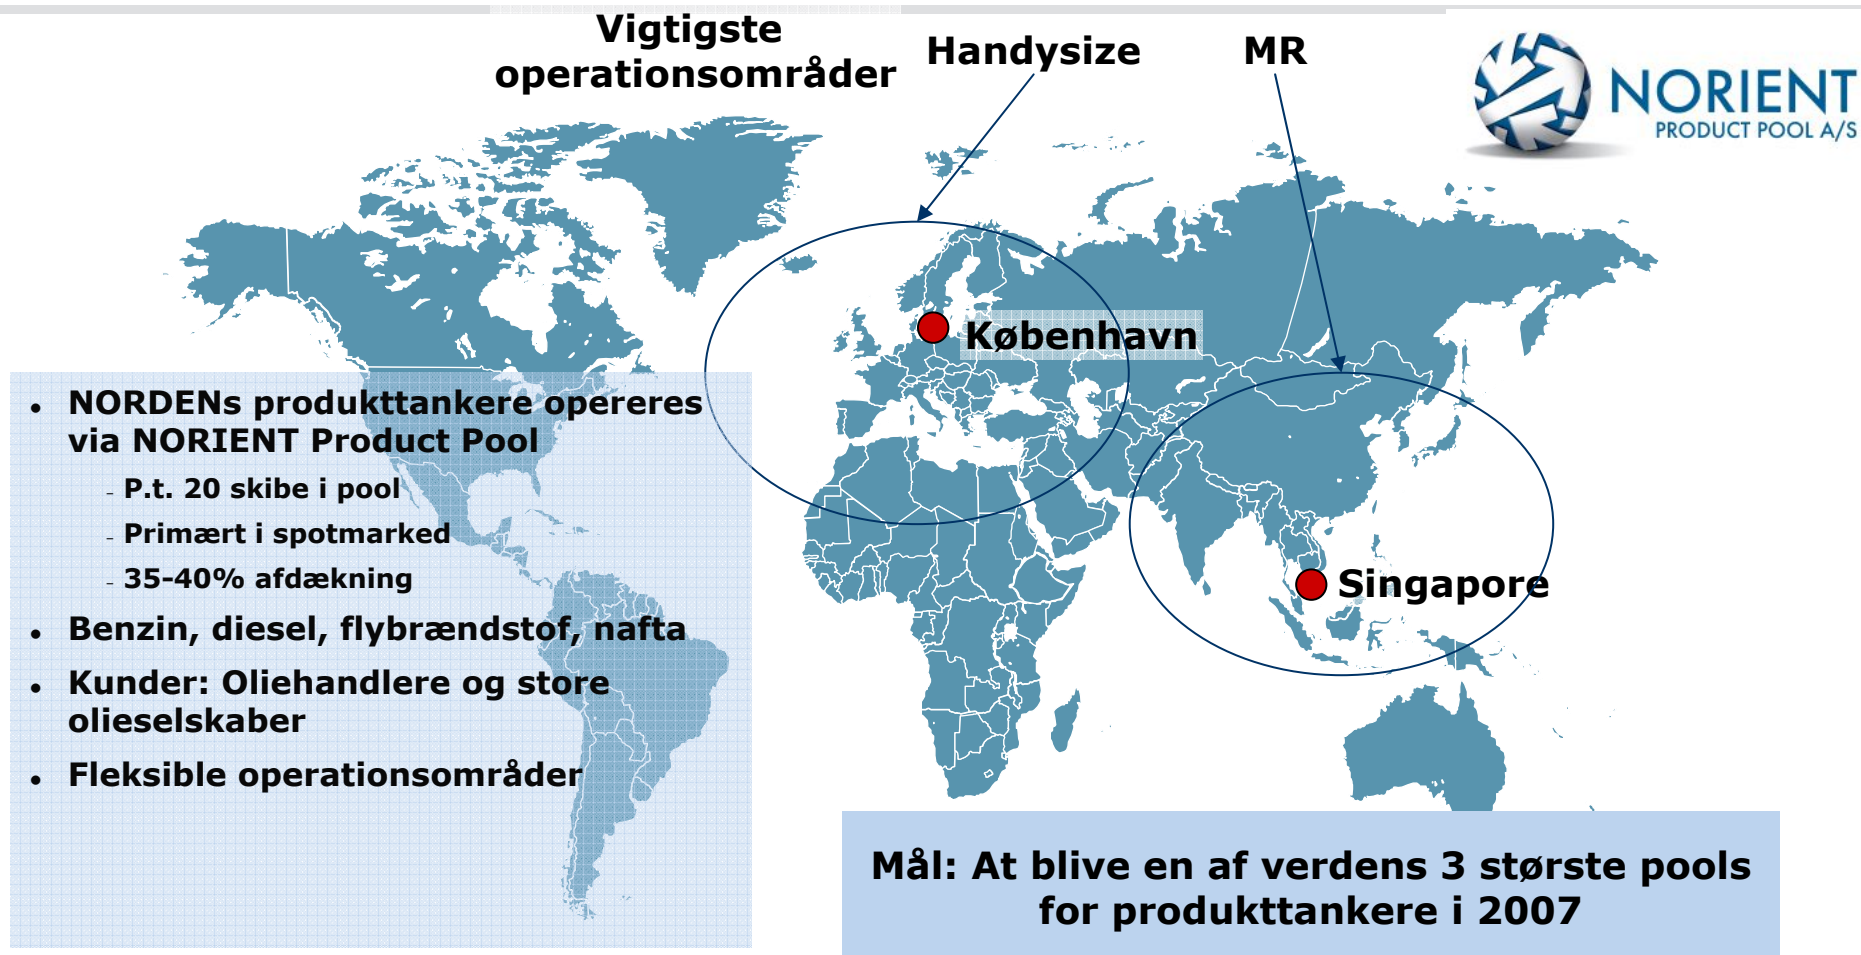 Vigtigste
operationsområder
Handysize
MR
NORIENT
PRODUCT POOL A/S
København
• NORDENs produkttankere opereres
via NORIENT Product Pool
- P.t. 20 skibe i pool
- Primært i spotmarked
- 35-40% afdækning
• Benzin, diesel, flybrændstof, nafta
• Kunder: Oliehandlere og store
olieselskaber
• Fleksible operationsområder
Singapore
Mål: At blive en af verdens 3 største pools
for produkttankere i 2007